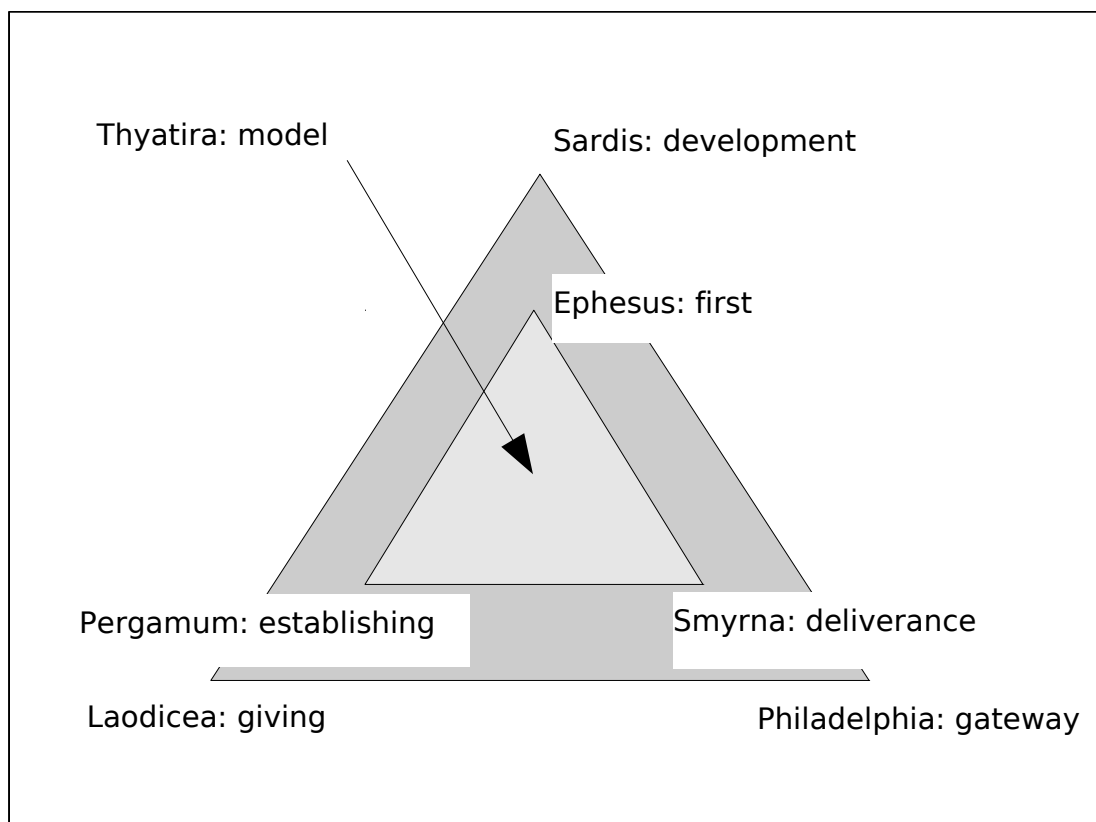 Thyatira: model
Sardis: development
Ephesus: first
Pergamum: establishing
Smyrna: deliverance
Laodicea: giving
Philadelphia: gateway